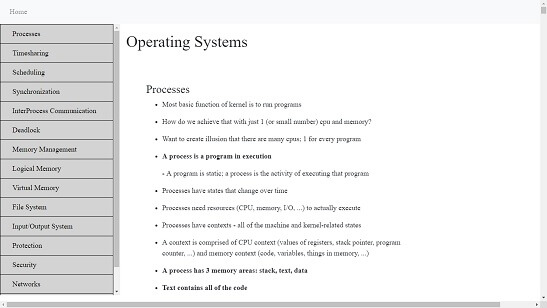 Home
Processes
Timesharing
Scheduling
Synchronization
InterProcess Communication
Deadlock
Memory Management
Logical Memory
Virtual Memory
File System
Input/Output System
Protection
Security
Networks
Operating Systems
Processes
• Most basic function of kernel is to run programs
• How do we achieve that with just 1 (or small number) cpu and memory?
• Want to create illusion that there are many cpus; 1 for every program
• A process is a program in execution
- A program is static; a process is the activity of executing that program
• Processes have states that change over time
• Processes need resources (CPU, memory, I/O, ...) to actually execute
• Processes have contexts - all of the machine and kernel-related states
• A context is comprised of CPU context (values of registers, stack pointer, program
counter, ...) and memory context (code, variables, things in memory, ...)
• A process has 3 memory areas: stack, text, data
• Text contains all of the code